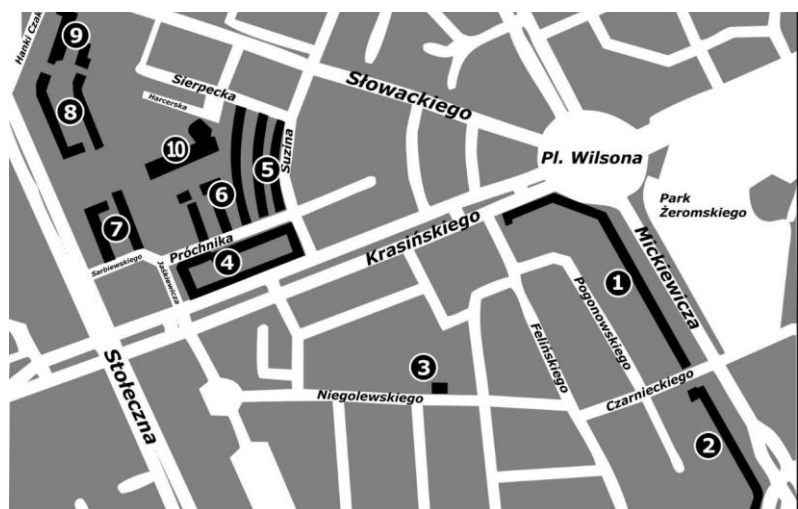 Hanki Czak
9
Sierpecka
Słowackiego
8
Harcerska
10
5
Suzina
Pl. Wilsona
6
Park
Żeromskiego
7
Próchnika
Krasińskiego
Mickiewicza
4
Sarbiewskiego
Jaśkiewicza
1
Pogonowskiego
Felińskiego
Stołeczna
3
Niegolewskiego
Czarnieckiego
2